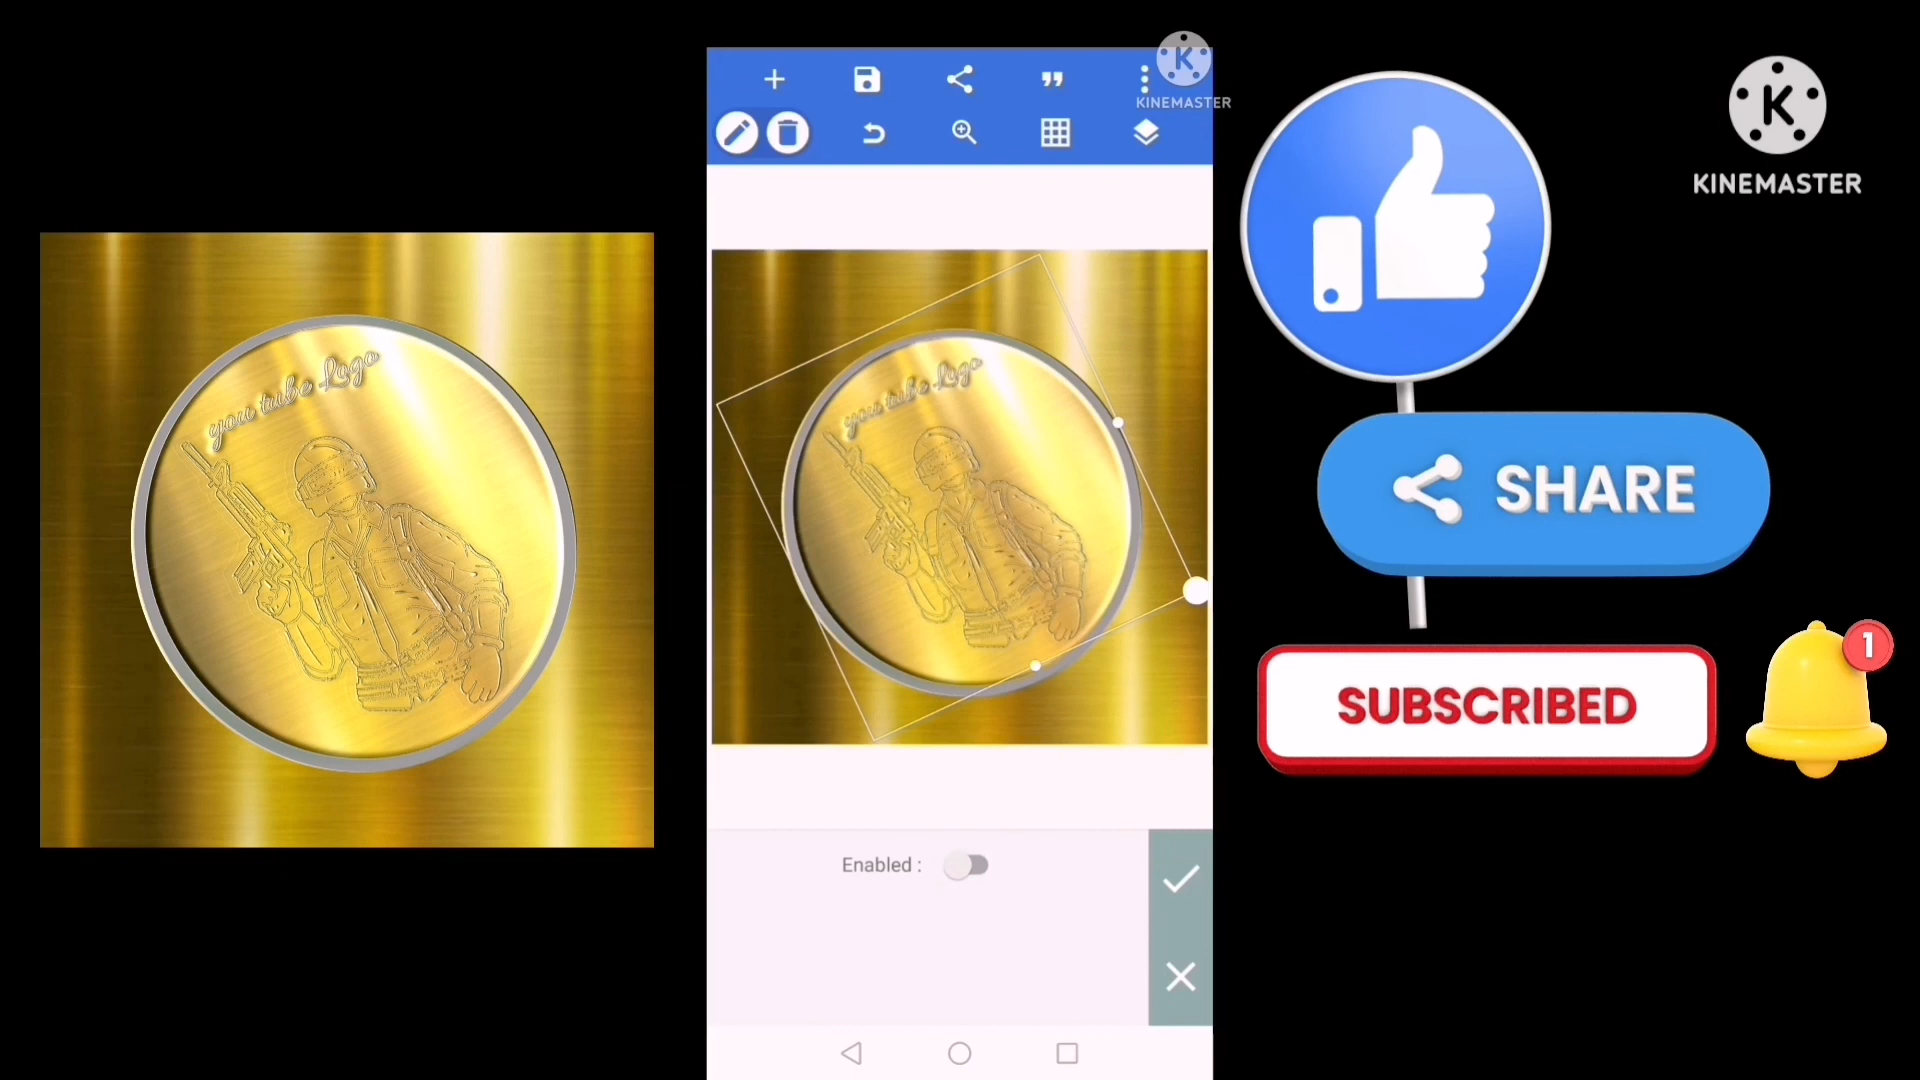 you tube Logo
you tube Logo
KINEMASTER
Enabled :
K
KINEMASTER
SHARE
SUBSCRIBED
1